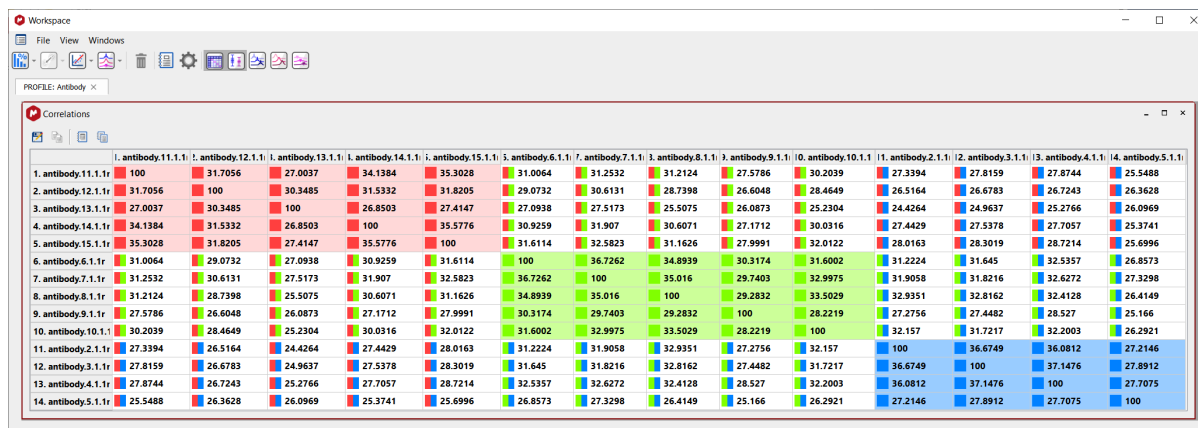 Workspace
File View Windows
PROFILE: Antibody
Correlations
1. antibody.11.1.1r 2. antibody.12.1.1r 3. antibody.13.1.1r 4. antibody.14.1.1r 5. antibody.15.1.1r 6. antibody.6.1.1r 7. antibody.7.1.1r 8. antibody.8.1.1r 9. antibody.9.1.1r 10. antibody.10.1.1 11. antibody.2.1.1r 12. antibody.3.1.1r 13. antibody.4.1.1r 14. antibody.5.1.1r
1. antibody.11.1.1r 100 31.7056 27.0037 34.1384 35.3028 31.0064 31.2532 31.2124 27.5786 30.2039 27.3394 27.8159 27.8744 25.5488
2. antibody.12.1.1r 31.7056 100 30.3485 31.5332 31.8205 29.0732 30.6131 28.7398 26.6048 28.4649 26.5164 26.6783 26.7243 26.3628
3. antibody.13.1.1r 27.0037 30.3485 100 26.8503 27.4147 27.0938 27.5173 25.5075 26.0873 25.2304 24.4264 24.9637 25.2766 26.0969
4. antibody.14.1.1r 34.1384 31.5332 26.8503 100 35.5776 30.9259 31.907 30.6071 27.1712 30.0316 27.4429 27.5378 27.7057 25.3741
5. antibody.15.1.1r 35.3028 31.8205 27.4147 35.5776 100 31.6114 32.5823 31.1626 27.9991 32.0122 28.0163 28.3019 28.7214 25.6996
6. antibody.6.1.1r 31.0064 29.0732 27.0938 30.9259 31.6114 100 36.7262 34.8939 30.3174 31.6002 31.2224 31.645 32.5357 26.8573
7. antibody.7.1.1r 31.2532 30.6131 27.5173 31.907 32.5823 36.7262 100 35.016 29.7403 32.9975 31.9058 31.8216 32.6272 27.3298
8. antibody.8.1.1r 31.2124 28.7398 25.5075 30.6071 31.1626 34.8939 35.016 100 29.2832 33.5029 32.9351 32.8162 32.4128 26.4149
9. antibody.9.1.1r 27.5786 26.6048 26.0873 27.1712 27.9991 30.3174 29.7403 29.2832 100 28.2219 27.2756 27.4482 28.527 25.166
10. antibody.10.1.1 30.2039 28.4649 25.2304 30.0316 32.0122 31.6002 32.9975 33.5029 28.2219 100 32.157 31.7217 32.2003 26.2921
11. antibody.2.1.1r 27.3394 26.5164 24.4264 27.4429 28.0163 31.2224 31.9058 32.9351 27.2756 32.157 100 36.6749 36.0812 27.2146
12. antibody.3.1.1r 27.8159 26.6783 24.9637 27.5378 28.3019 31.645 31.8216 32.8162 27.4482 31.7217 36.6749 100 37.1476 27.8912
13. antibody.4.1.1r 27.8744 26.7243 25.2766 27.7057 28.7214 32.5357 32.6272 32.4128 28.527 32.2003 36.0812 37.1476 100 27.7075
14. antibody.5.1.1r 25.5488 26.3628 26.0969 25.3741 25.6996 26.8573 27.3298 26.4149 25.166 26.2921 27.2146 27.8912 27.7075 100